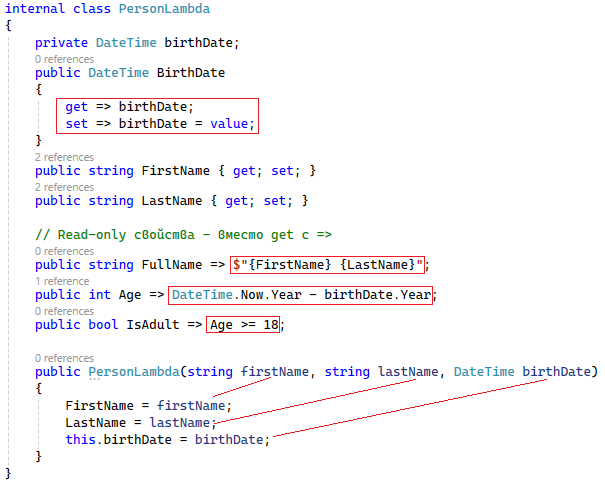 internal class PersonLambda
{
private DateTime birthDate;
0 references
public DateTime BirthDate
{
get => birthDate;
set => birthDate = value;
}
2 references
public string FirstName { get; set; }
2 references
public string LastName { get; set; }
// Read-only свойства - вместо get с =>
0 references
public string FullName => $"{FirstName} {LastName}";
1 reference
public int Age => DateTime.Now.Year - birthDate.Year;
0 references
public bool IsAdult => Age >= 18;
0 references
public PersonLambda(string firstName, string lastName, DateTime birthDate)
{
FirstName = firstName;
LastName = lastName;
this.birthDate = birthDate;
}
}